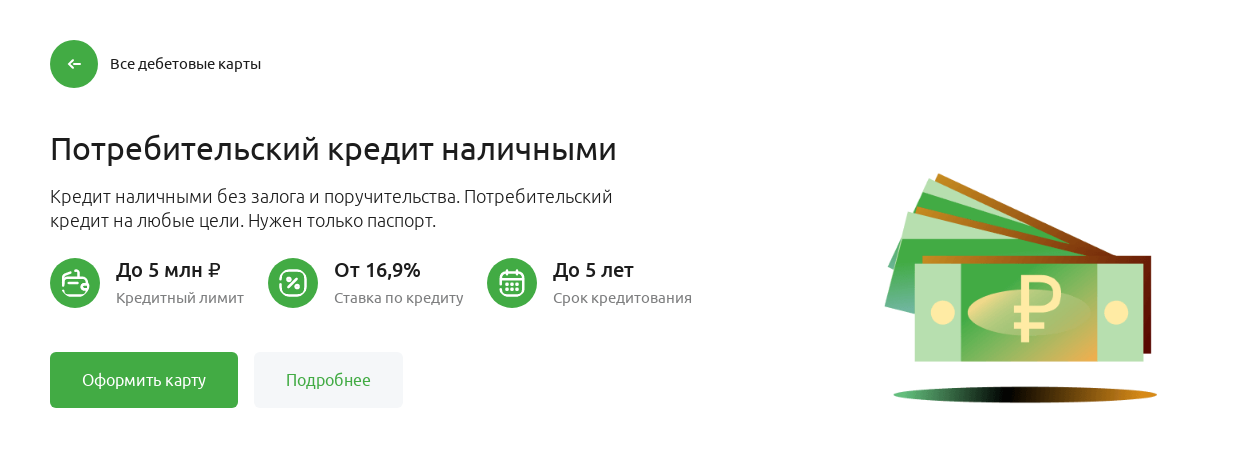 Все дебетовые карты
Потребительский кредит наличными
Кредит наличными без залога и поручительства. Потребительский
кредит на любые цели. Нужен только паспорт.
До 5 млн ₽
Кредитный лимит
От 16,9%
Ставка по кредиту
До 5 лет
Срок кредитования
Оформить карту
Подробнее
₽